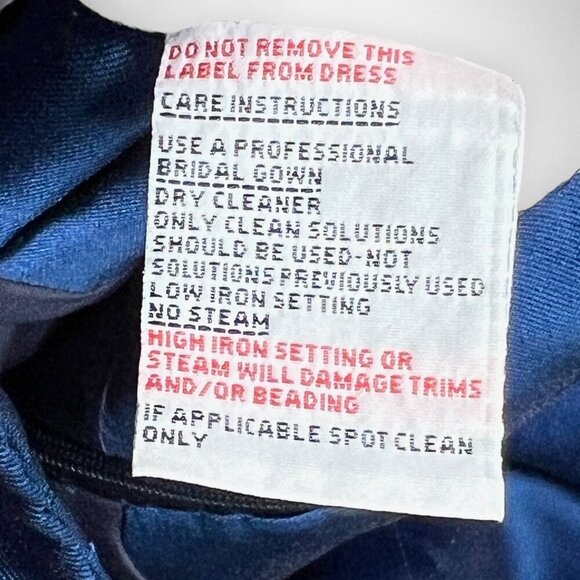 DO NOT REMOVE THIS
LABEL FROM DRESS
CARE INSTRUCTIONS
USE A PROFESSIONAL
BRIDAL GOWN
DRY CLEANER
ONLY CLEAN SOLUTIONS
SHOULD BE USED-NOT
SOLUTIONS PREVIOUSLY USED
LOW IRON SETTING
NO STEAM
HIGH IRON SETTING OR
STEAM WILL DAMAGE TRIMS
AND/OR BEADING
IF APPLICABLE SPOT CLEAN
ONLY